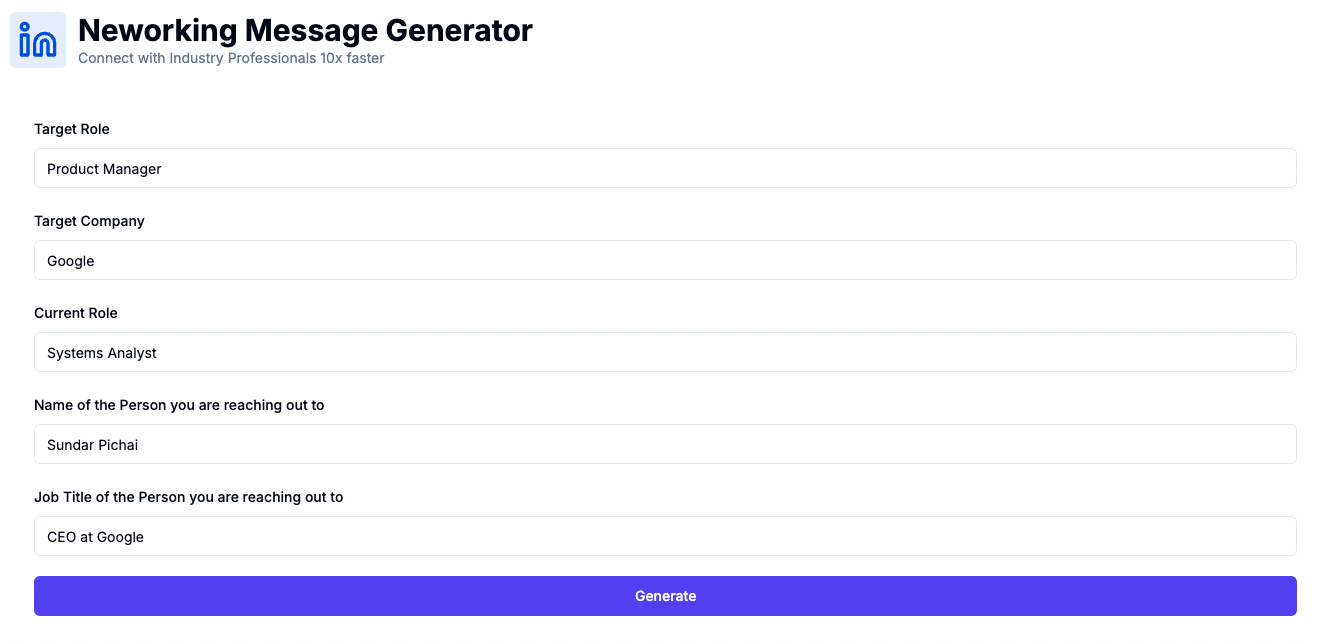 in
Neworking Message Generator
Connect with Industry Professionals 10x faster
Target Role
Product Manager
Target Company
Google
Current Role
Systems Analyst
Name of the Person you are reaching out to
Sundar Pichai
Job Title of the Person you are reaching out to
CEO at Google
Generate